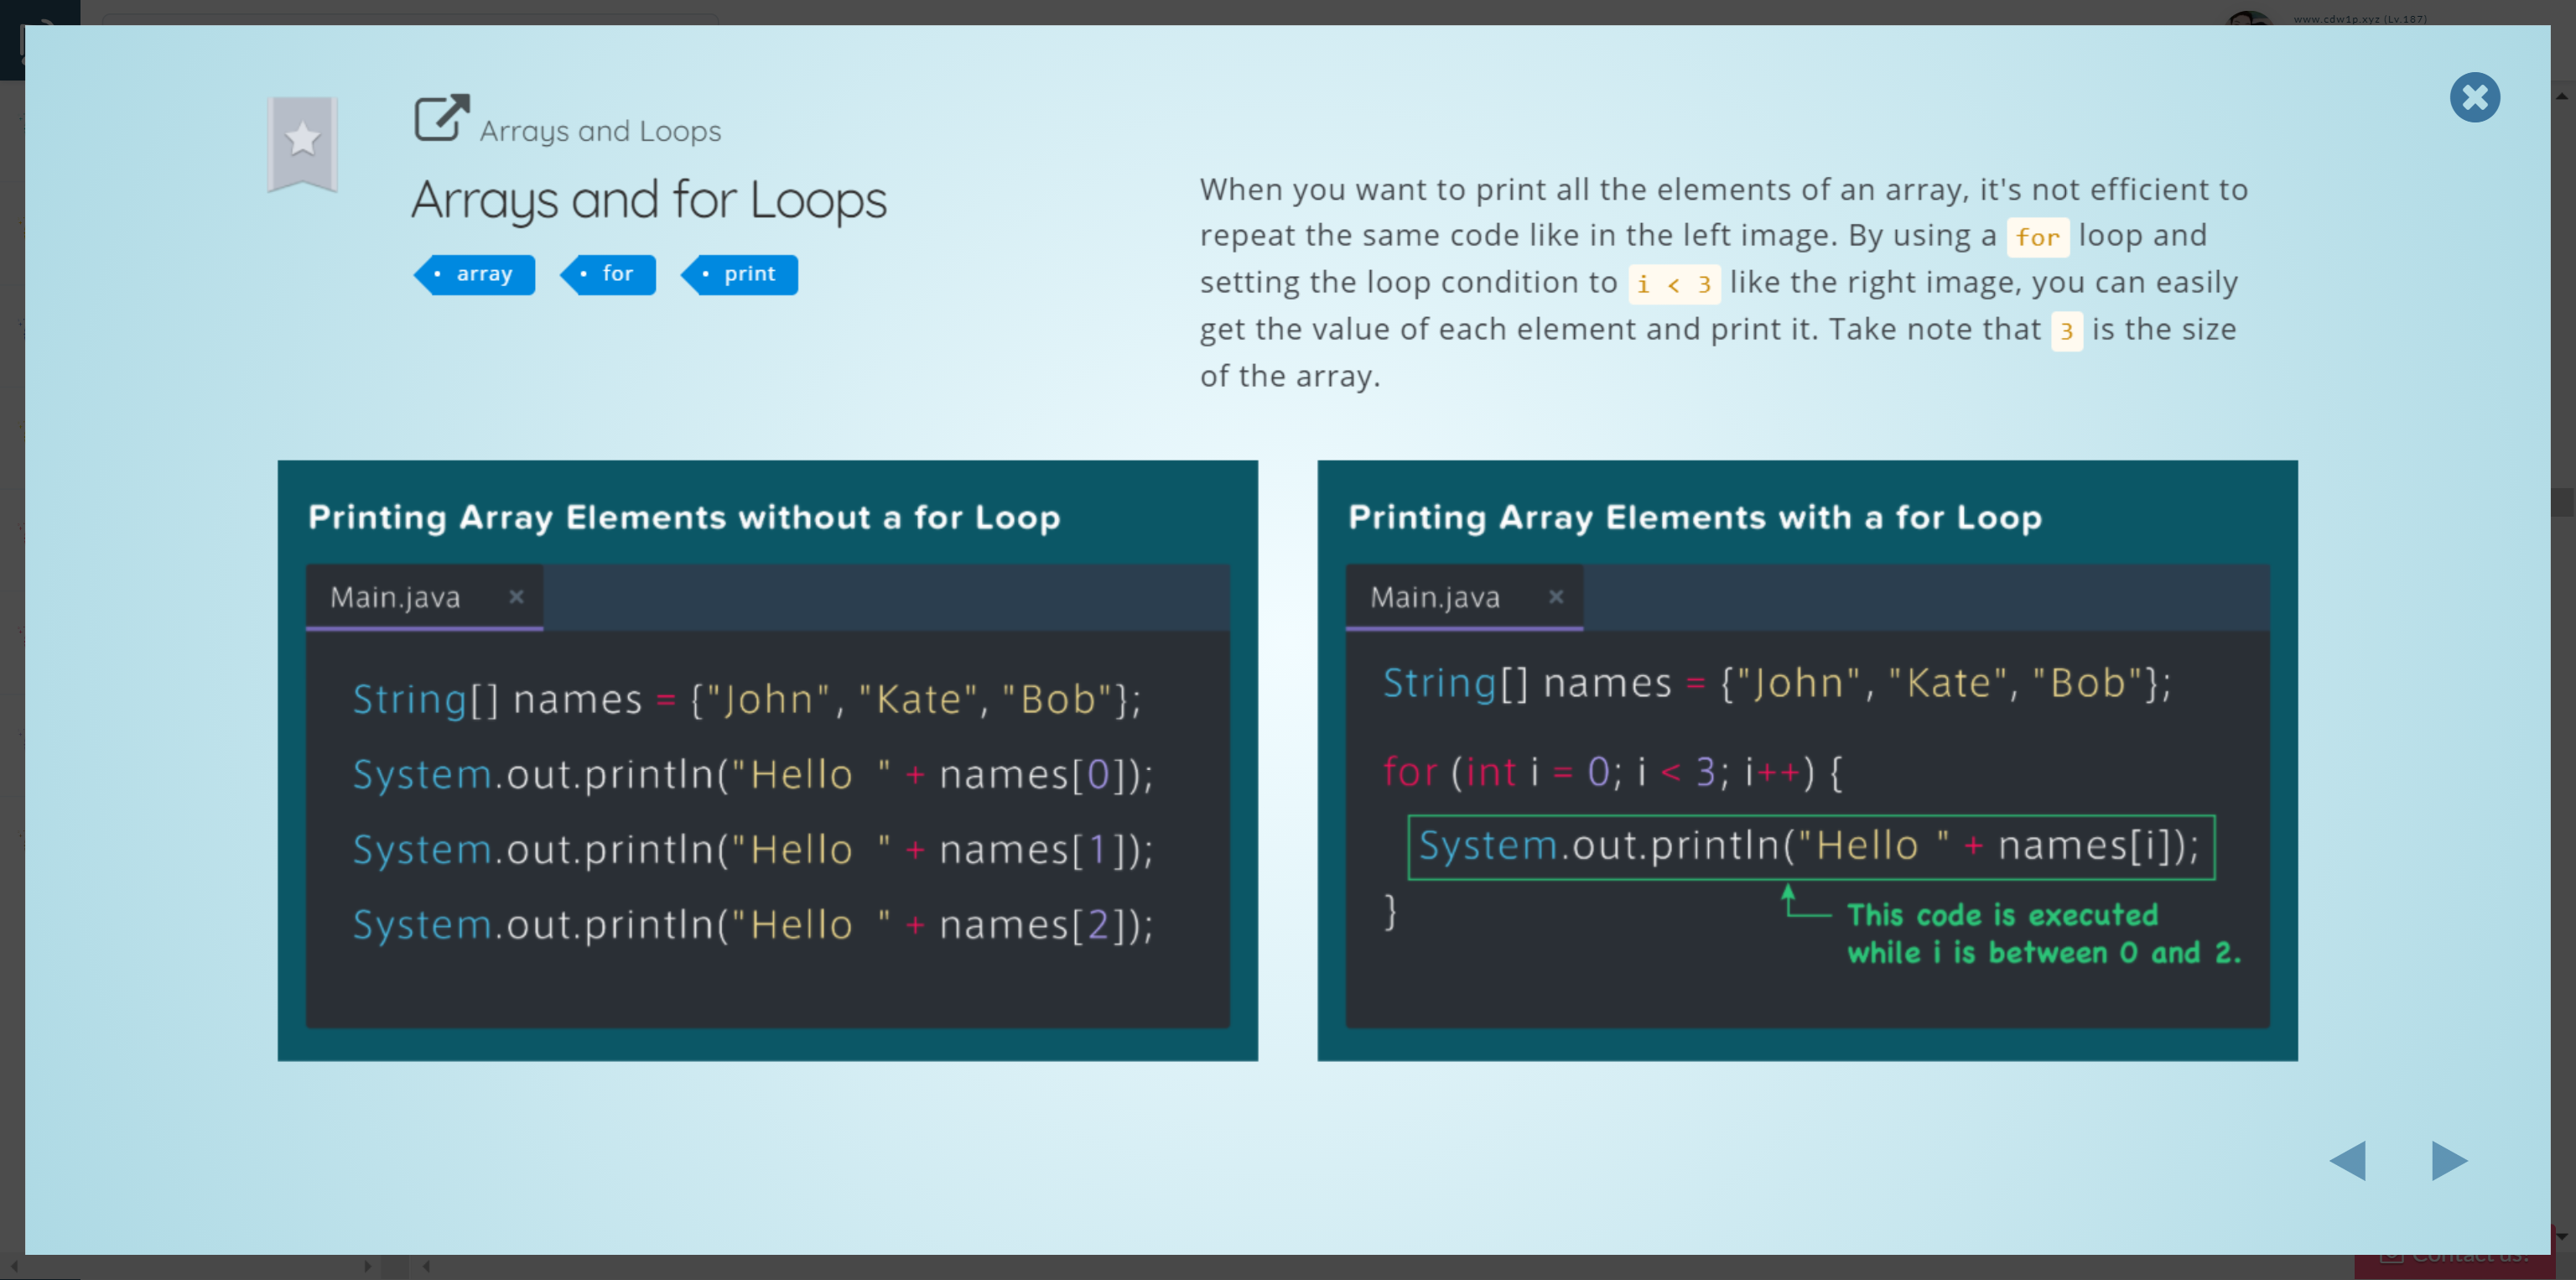 www.cdw1p.xyz (Lv.187)
Arrays and Loops
Arrays and for Loops
array
for
print
When you want to print all the elements of an array, it's not efficient to
repeat the same code like in the left image. By using a for loop and
setting the loop condition to i < 3 like the right image, you can easily
get the value of each element and print it. Take note that 3 is the size
of the array.
Printing Array Elements without a for Loop
Main.java ×
String[] names = {"John", "Kate", "Bob"};
System.out.println("Hello " + names[0]);
System.out.println("Hello " + names[1]);
System.out.println("Hello " + names[2]);
Printing Array Elements with a for Loop
Main.java ×
String[] names = {"John", "Kate", "Bob"};
for (int i = 0; i < 3; i++) {
System.out.println("Hello " + names[i]);
}
This code is executed
while i is between 0 and 2.
Contact us!